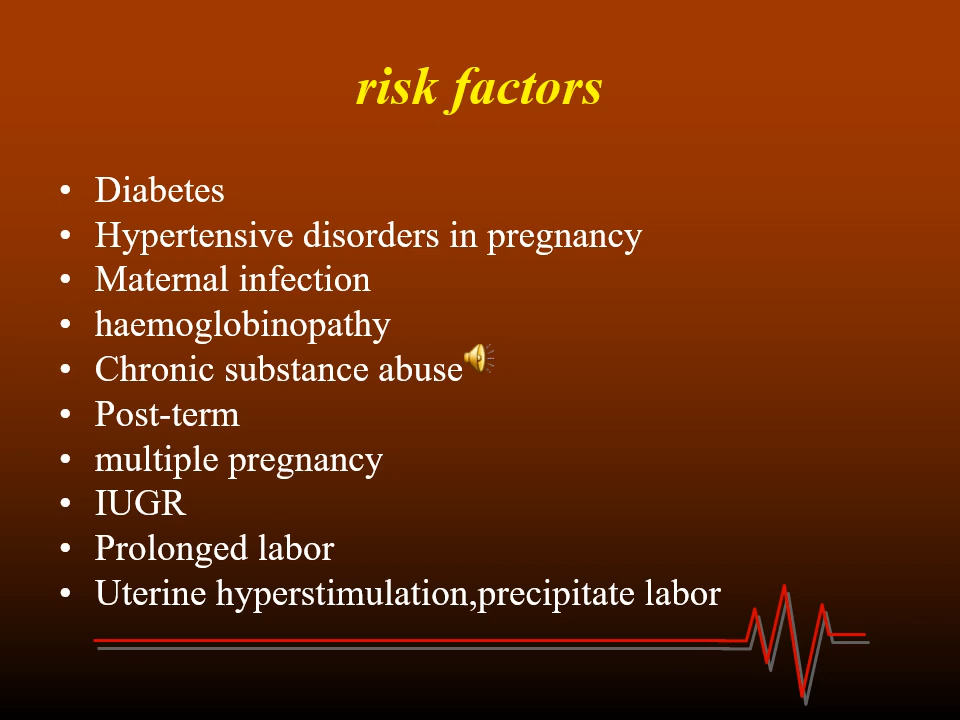 risk factors
• Diabetes
• Hypertensive disorders in pregnancy
• Maternal infection
• haemoglobinopathy
• Chronic substance abuse
• Post-term
• multiple pregnancy
• IUGR
• Prolonged labor
• Uterine hyperstimulation,precipitate labor